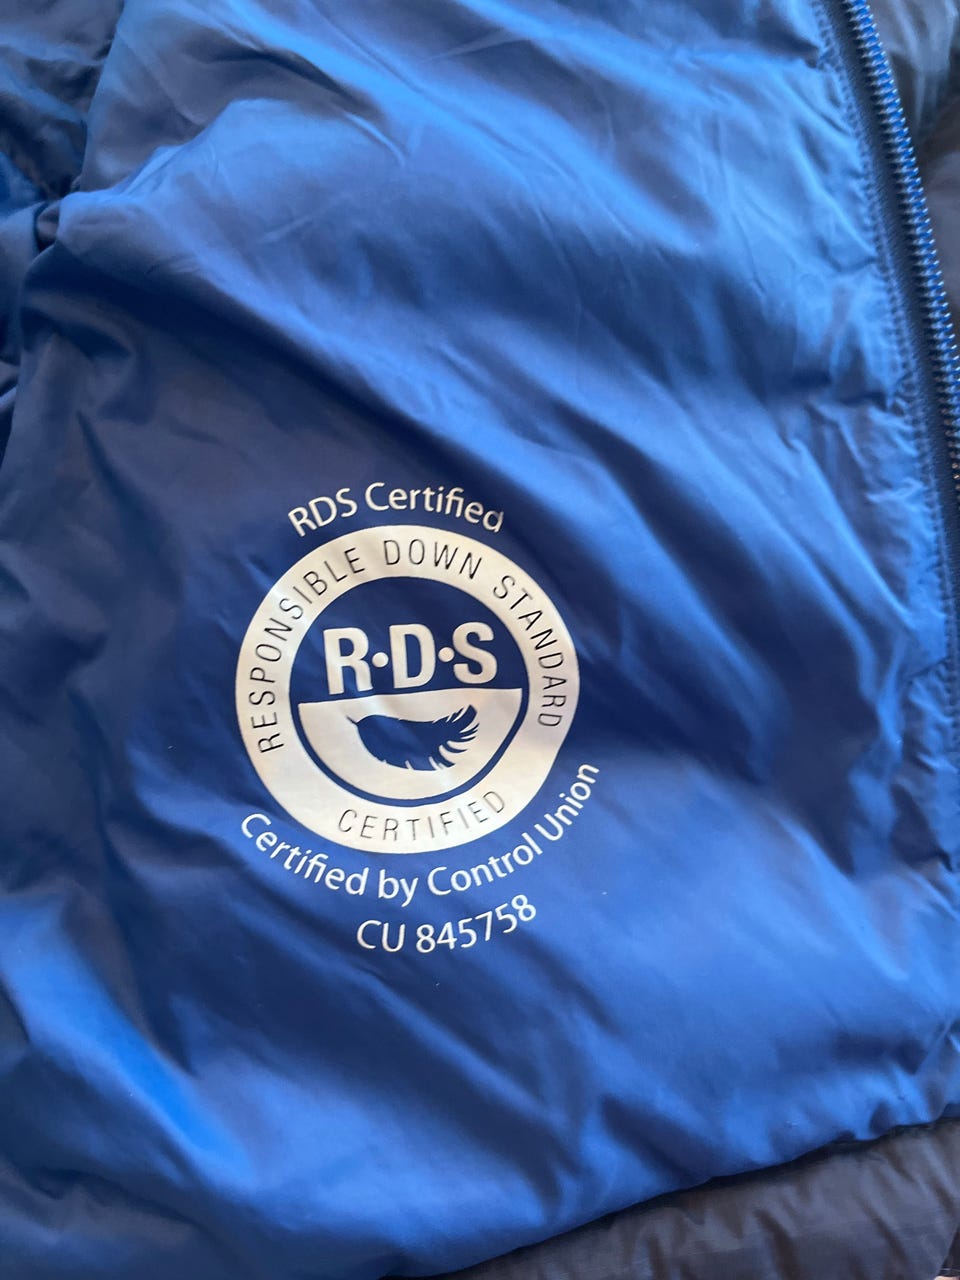 RDS Certified
RESPONSIBLE DOWN STANDARD
R·D·S
CERTIFIED
Certified by Control Union
CU 845758